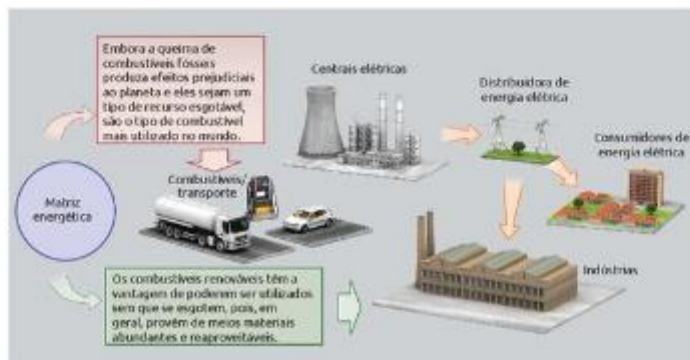 Embora a queima de
combustíveis fósseis
produza efeitos prejudiciais
ao planeta e eles sejam um
tipo de recurso esgotável,
são o tipo de combustível
mais utilizado no mundo.
Centrais elétricas
Distribuidora de
energia elétrica
Consumidores de
energia elétrica
Combustíveis/
transporte
Matriz
energética
Indústrias
Os combustíveis renováveis têm a
vantagem de poderem ser utilizados
sem que se esgotem, pois, em
geral, provêm de meios materiais
abundantes e reaproveitáveis.